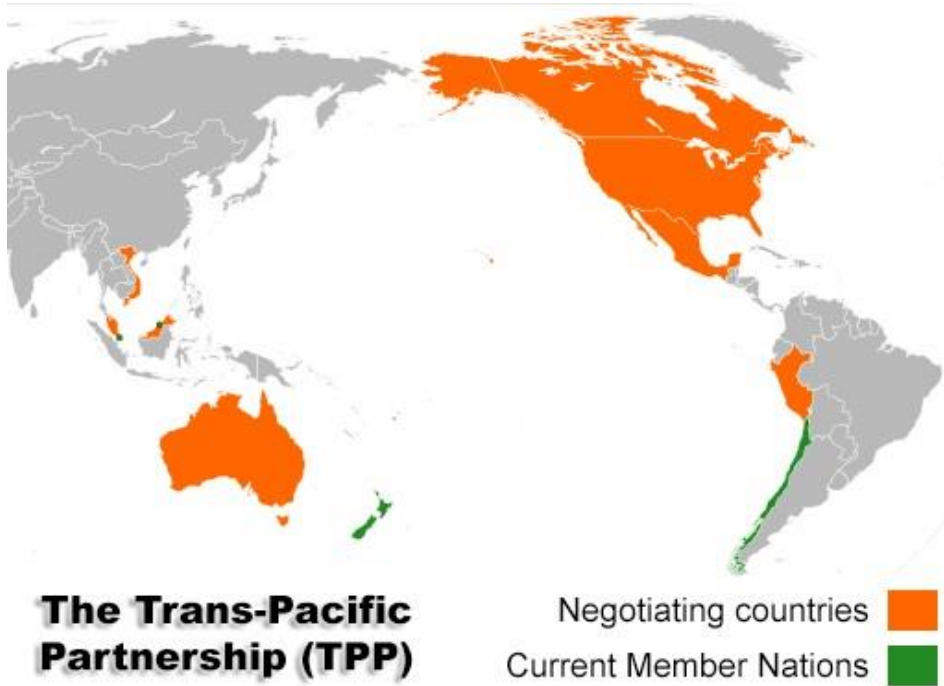 The Trans-Pacific
Partnership (TPP)
Negotiating countries
Current Member Nations